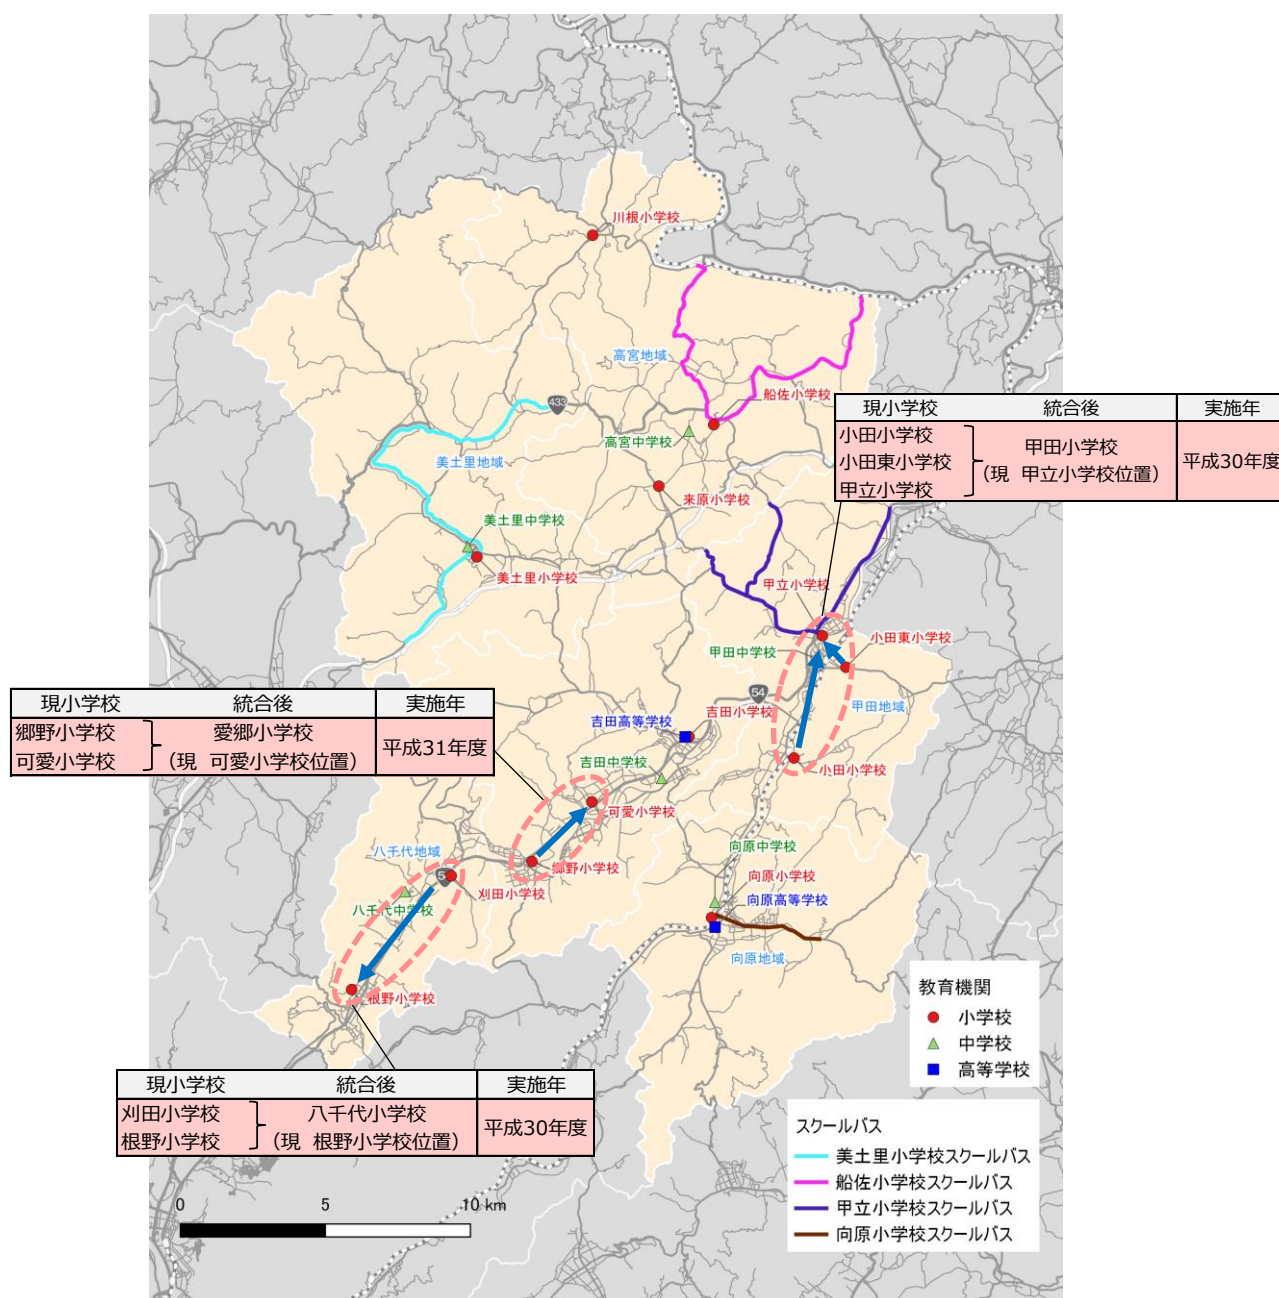 川根小学校
高宮地域
船佐小学校
433
高宮中学校
美土里地域
来原小学校
美土里中学校
美土里小学校
甲立小学校
小田東小学校
甲田中学校
甲田地域
54
吉田小学校
吉田高等学校
吉田中学校
小田小学校
可愛小学校
郷野小学校
八千代地域
刈田小学校
八千代中学校
根野小学校
向原中学校
向原小学校
向原高等学校
向原地域
現小学校 統合後 実施年
小田小学校
小田東小学校
甲立小学校
甲田小学校
(現 甲立小学校位置)
平成30年度
現小学校 統合後 実施年
郷野小学校
可愛小学校
愛郷小学校
(現 可愛小学校位置)
平成31年度
現小学校 統合後 実施年
刈田小学校
根野小学校
八千代小学校
(現 根野小学校位置)
平成30年度
教育機関
小学校
中学校
高等学校
スクールバス
美土里小学校スクールバス
船佐小学校スクールバス
甲立小学校スクールバス
向原小学校スクールバス
0 5 10 km